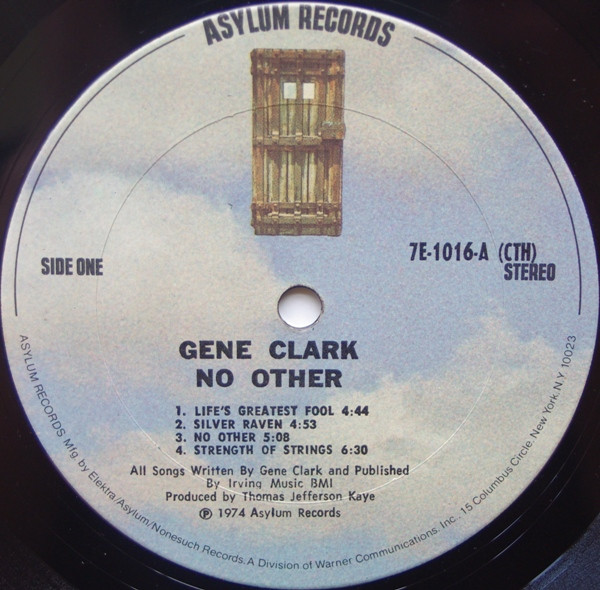 ASYLUM RECORDS
SIDE ONE
7E-1016-A (CTH)
STEREO
GENE CLARK
NO OTHER
1. LIFE'S GREATEST FOOL 4:44
2. SILVER RAVEN 4:53
3. NO OTHER 5:08
4. STRENGTH OF STRINGS 6:30
All Songs Written By Gene Clark and Published
By Irving Music BMI
Produced by Thomas Jefferson Kaye
℗ 1974 Asylum Records
ASYLUM RECORDS Mfg. by Elektra/Asylum/Nonesuch Records. A Division of Warner Communications. Inc., 15 Columbus Circle, New York. N.Y. 10023